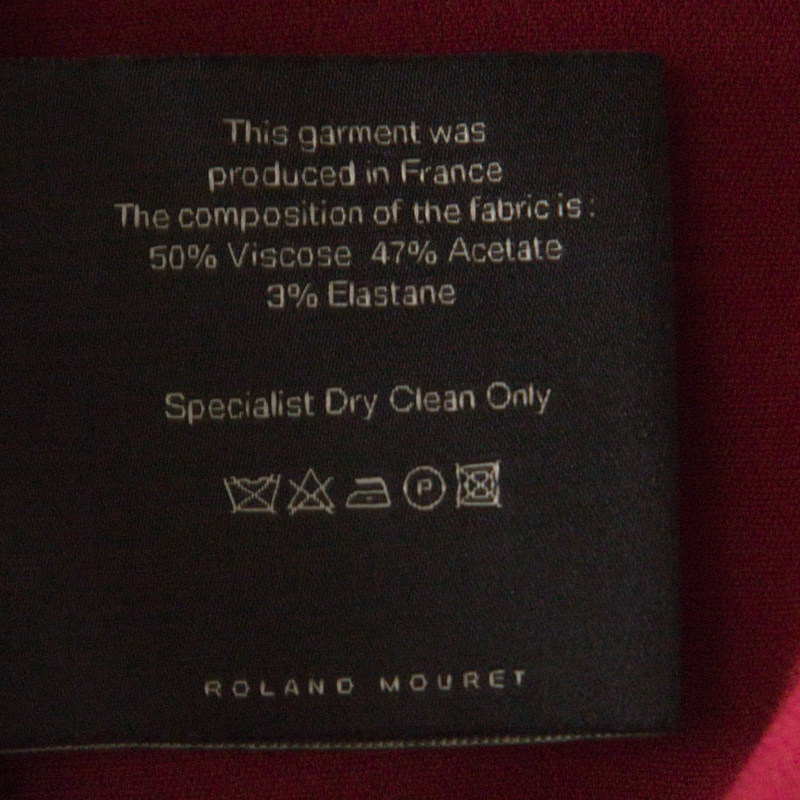 This garment was
produced in France
The composition of the fabric is:
50% Viscose 47% Acetate
3% Elastane
Specialist Dry Clean Only
P
ROLAND MOURET